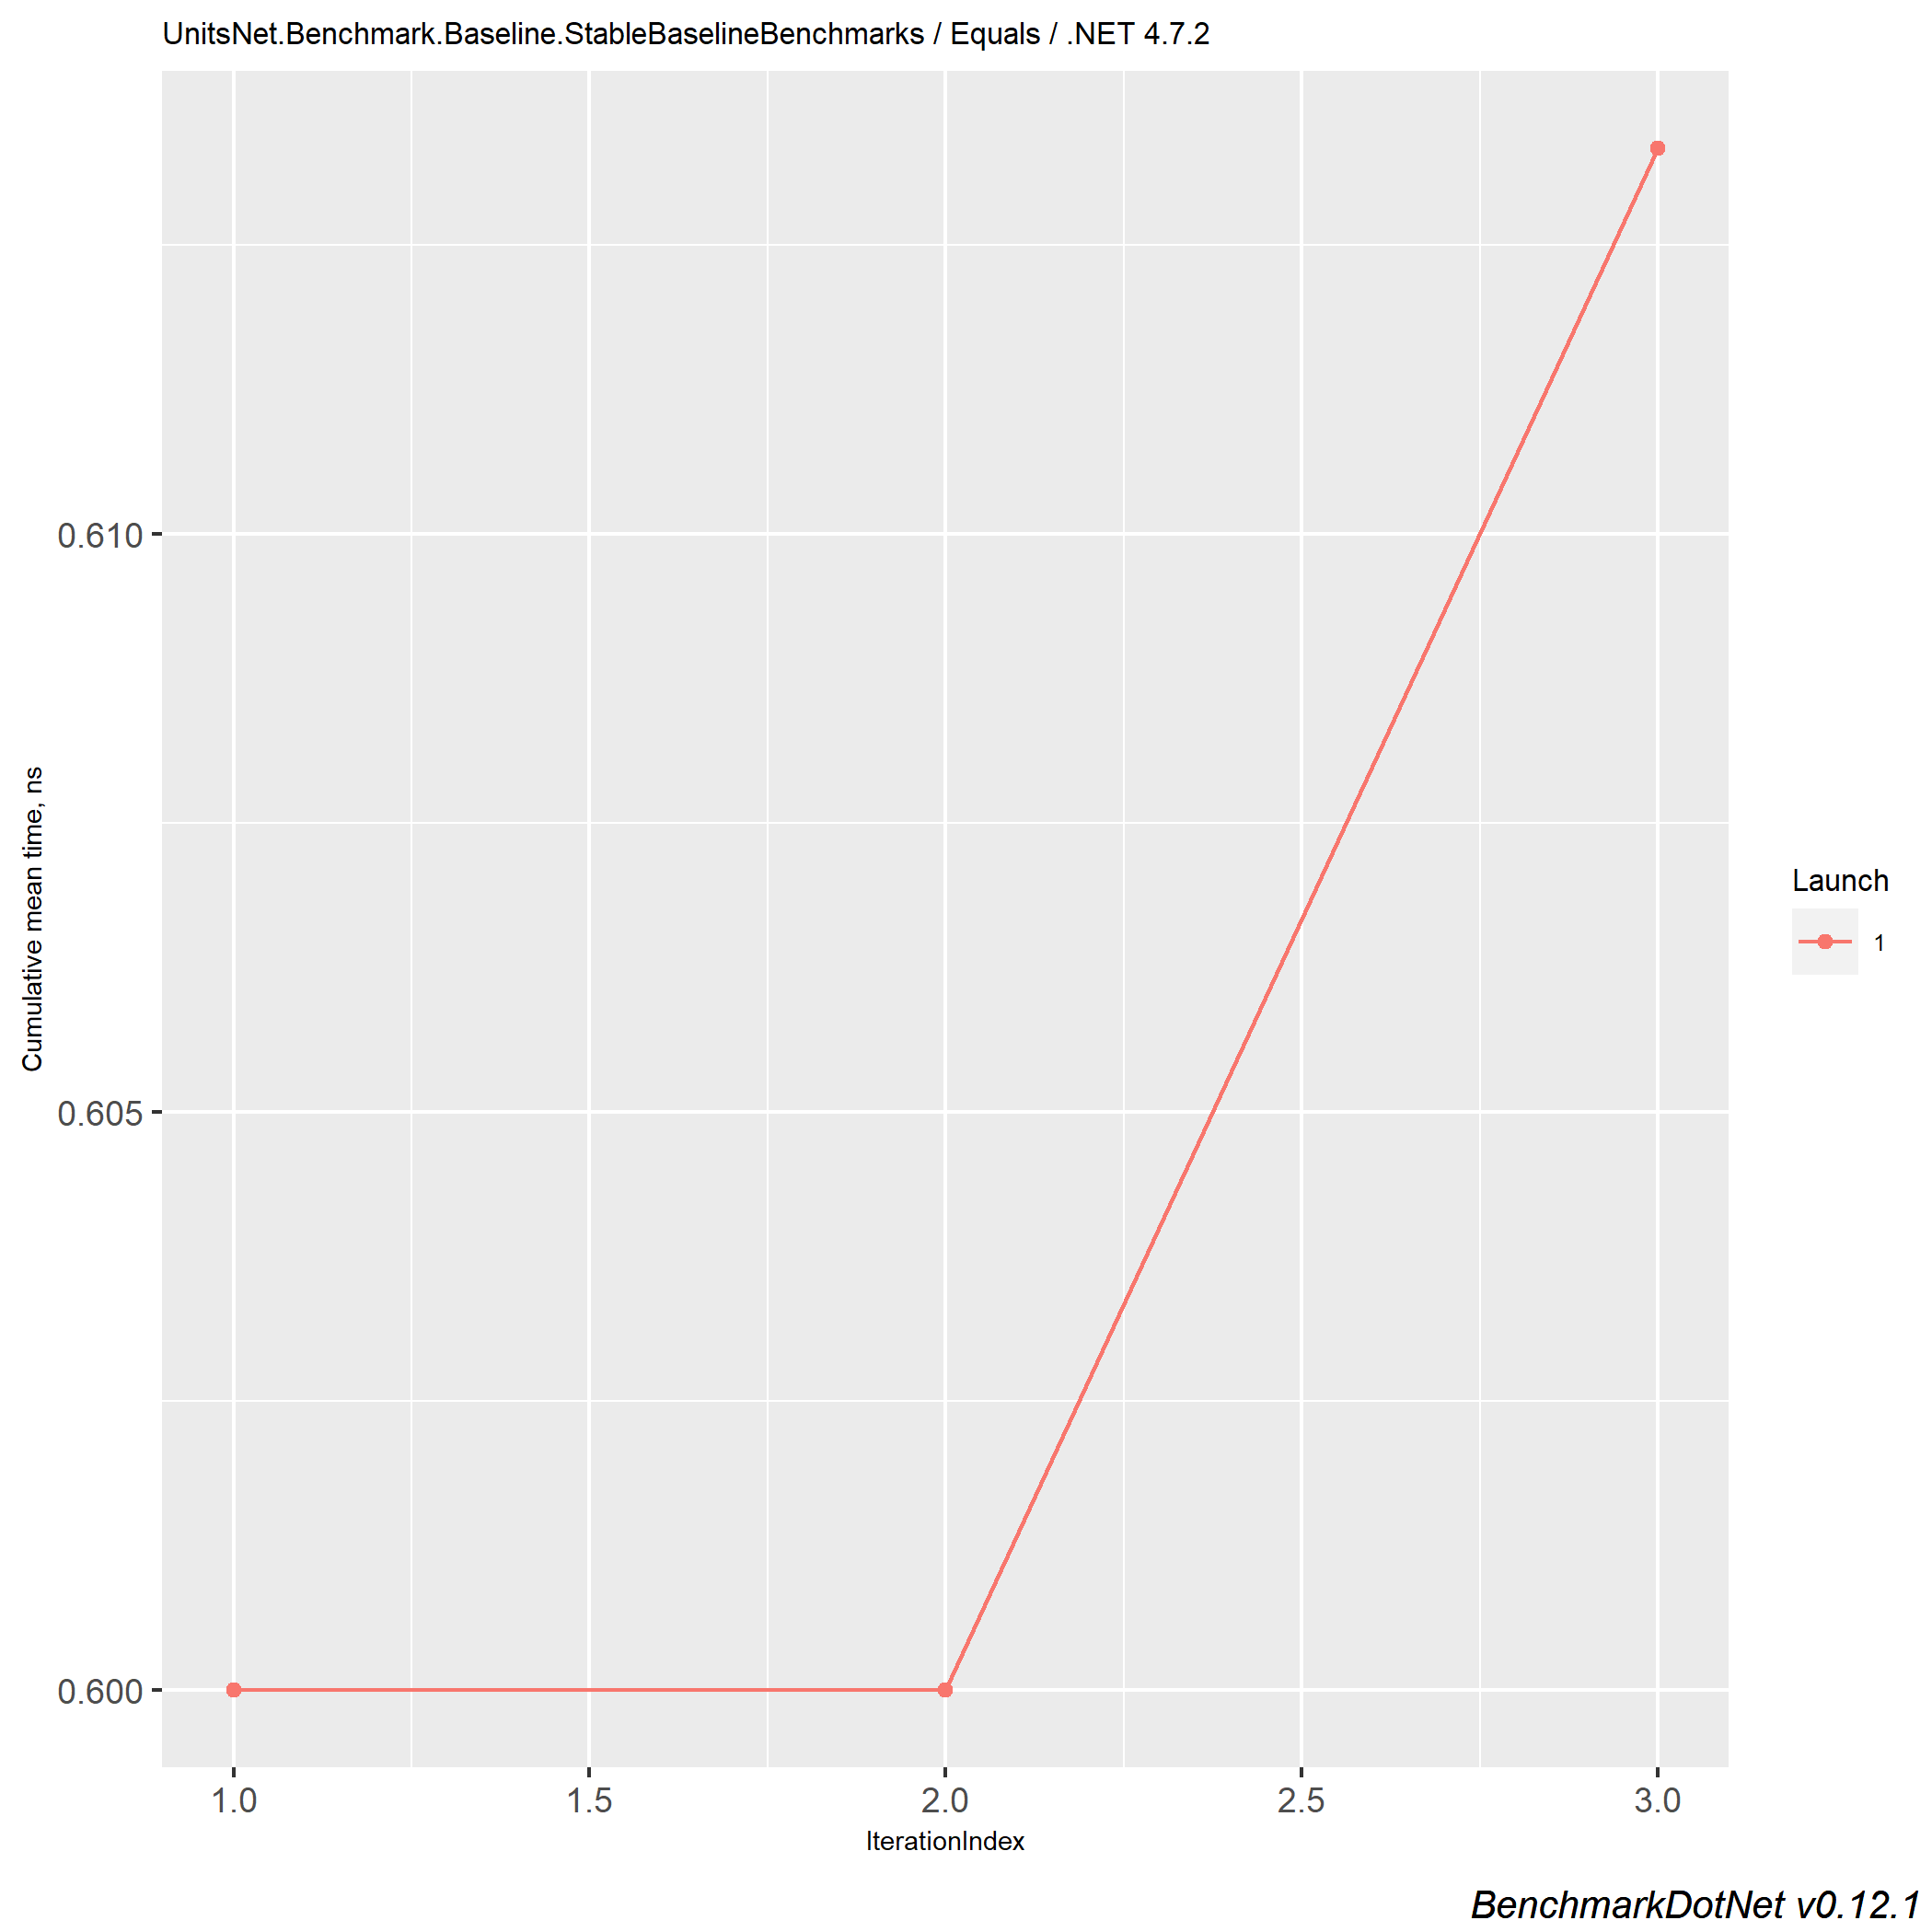 UnitsNet.Benchmark.Baseline.StableBaselineBenchmarks / Equals / .NET 4.7.2
Cumulative mean time, ns
0.610
0.605
0.600
1.0 1.5 2.0 2.5 3.0
IterationIndex
Launch
1
BenchmarkDotNet v0.12.1